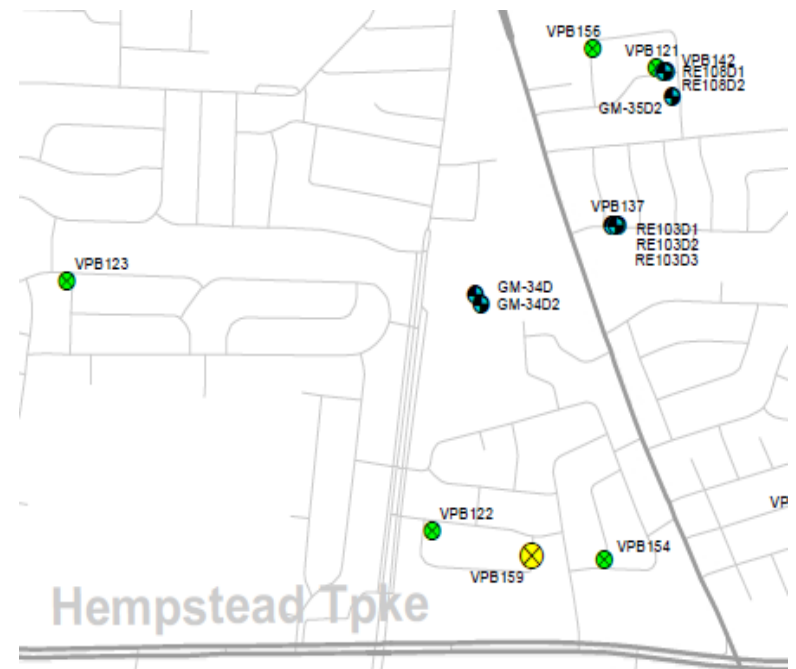 VPB156
VPB121
VPB142
RE108D1
RE108D2
GM-35D2
VPB137
RE103D1
RE103D2
RE103D3
VPB123
GM-34D
GM-34D2
VP
VPB122
VPB154
VPB159
Hempstead Tpke